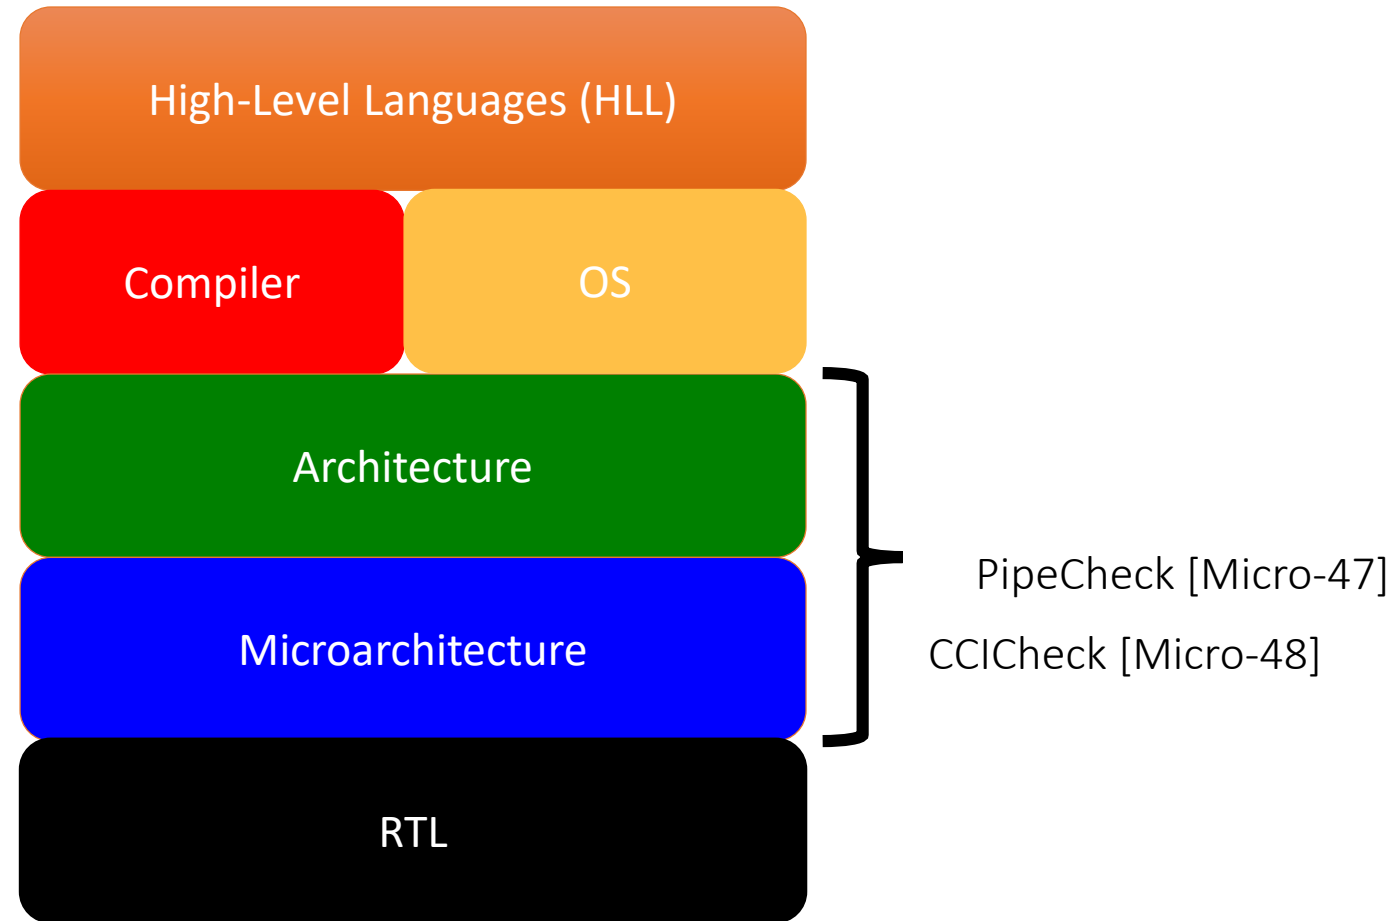 High-Level Languages (HLL)
Compiler
OS
Architecture
Microarchitecture
RTL
PipeCheck [Micro-47]
CCICheck [Micro-48]